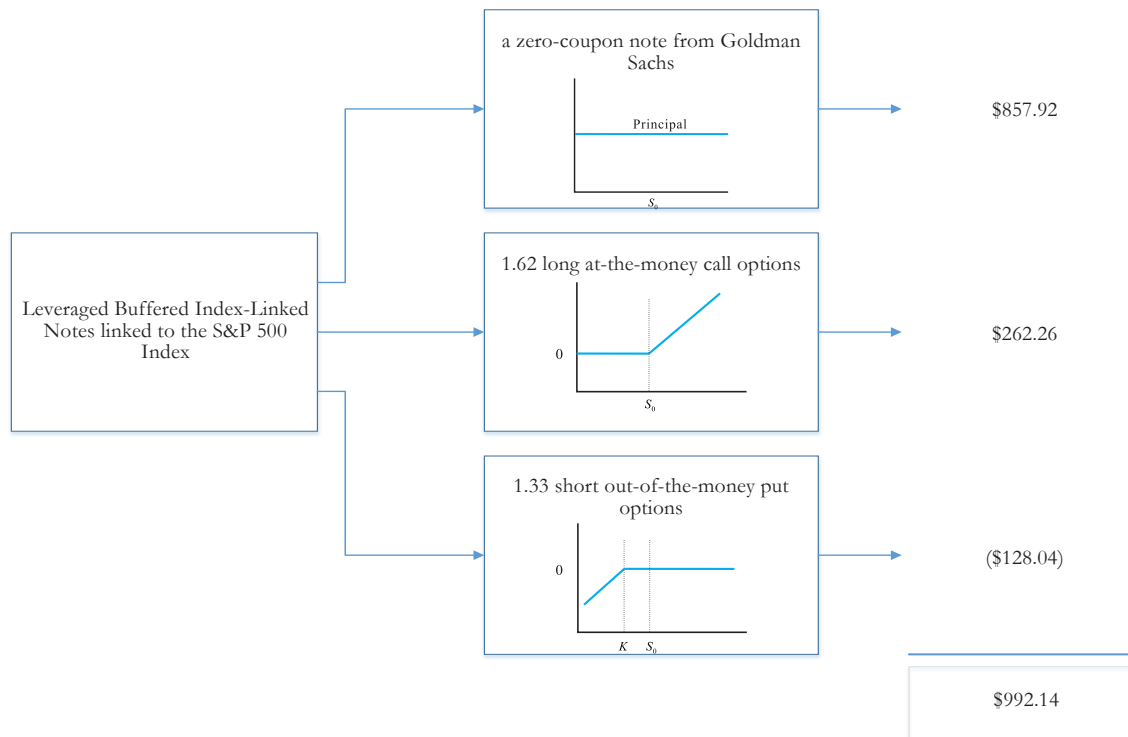 a zero-coupon note from Goldman
Sachs
Principal
S₀
$857.92
Leveraged Buffered Index-Linked
Notes linked to the S&P 500
Index
1.62 long at-the-money call options
0
S₀
$262.26
1.33 short out-of-the-money put
options
0
K S₀
($128.04)
$992.14